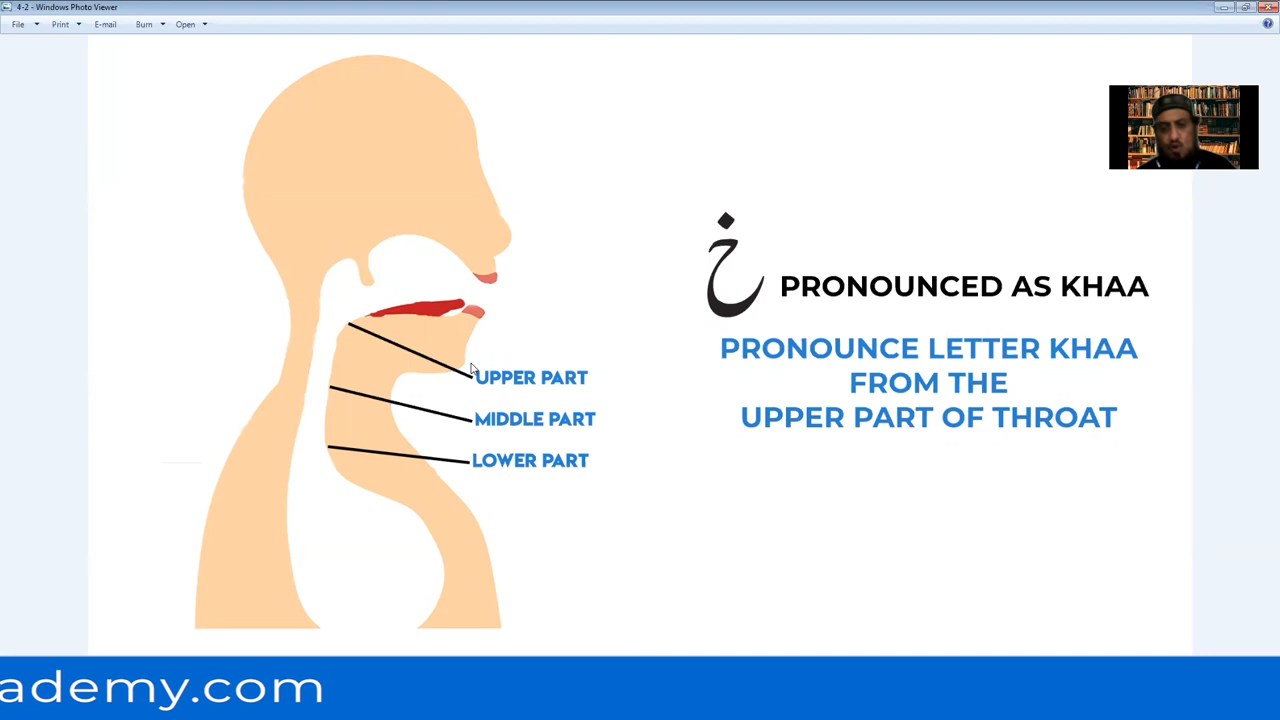 4-2 - Windows Photo Viewer
File Print E-mail Burn Open
خ PRONOUNCED AS KHAA
PRONOUNCE LETTER KHAA
FROM THE
UPPER PART OF THROAT
UPPER PART
MIDDLE PART
LOWER PART
ademy.com